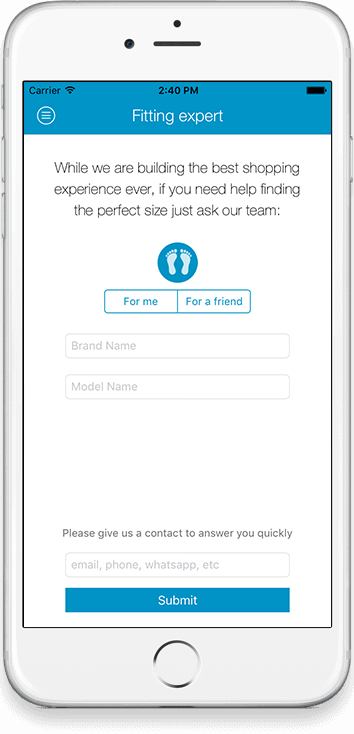 Carrier 2:40 PM
Fitting expert
While we are building the best shopping
experience ever, if you need help finding
the perfect size just ask our team:
For me For a friend
Brand Name
Model Name
Please give us a contact to answer you quickly
email, phone, whatsapp, etc
Submit